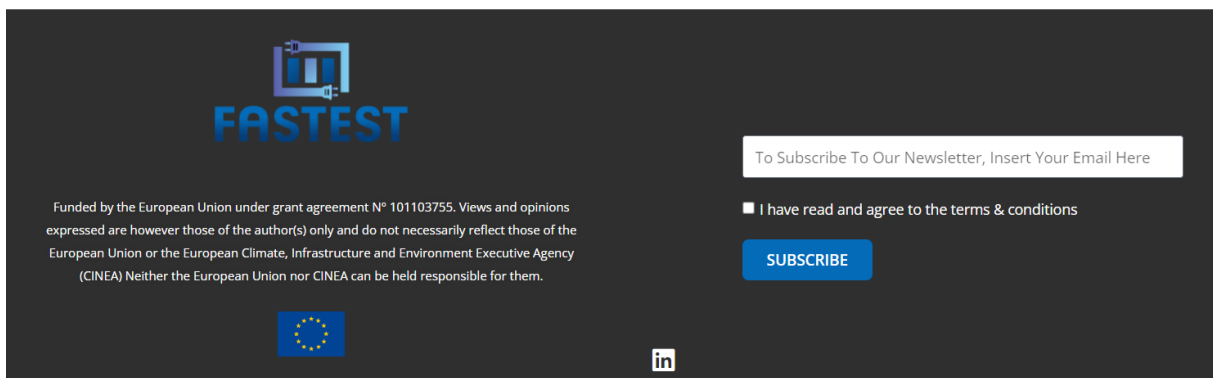 FASTEST
Funded by the European Union under grant agreement Nº 101103755. Views and opinions
expressed are however those of the author(s) only and do not necessarily reflect those of the
European Union or the European Climate, Infrastructure and Environment Executive Agency
(CINEA) Neither the European Union nor CINEA can be held responsible for them.
To Subscribe To Our Newsletter, Insert Your Email Here
I have read and agree to the terms & conditions
SUBSCRIBE
in